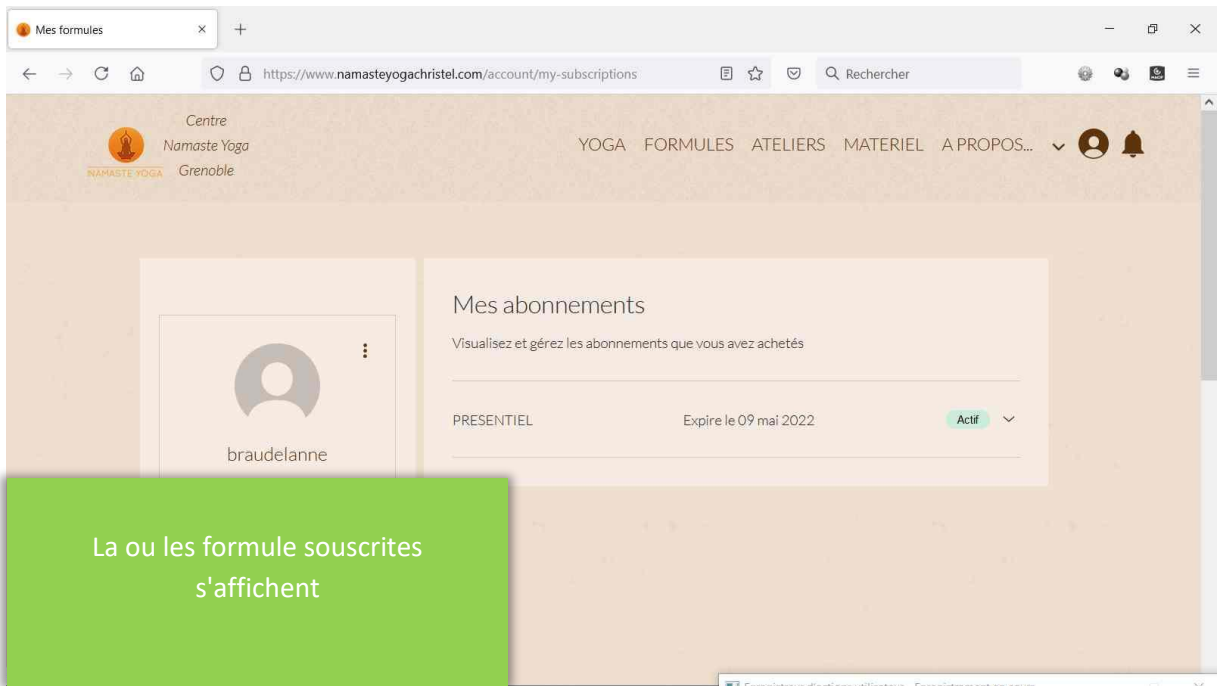 Mes formules
https://www.namasteyogachristel.com/account/my-subscriptions
Rechercher
Centre
Namaste Yoga
Grenoble
NAMASTE YOGA
YOGA FORMULES ATELIERS MATERIEL A PROPOS...
Mes abonnements
Visualisez et gérez les abonnements que vous avez achetés
PRESENTIEL Expire le 09 mai 2022 Actif
braudelanne
La ou les formule souscrites
s'affichent